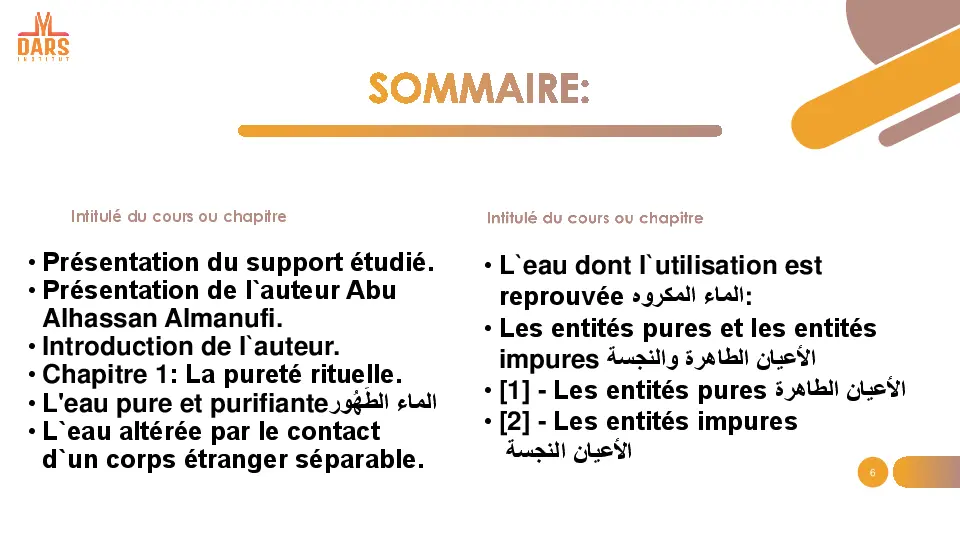 DARS
INSTITUT
SOMMAIRE:
Intitulé du cours ou chapitre
• Présentation du support étudié.
• Présentation de l`auteur Abu
Alhassan Almanufi.
• Introduction de l`auteur.
• Chapitre 1: La pureté rituelle.
• L'eau pure et purifianteالماء الطَهُور
• L`eau altérée par le contact
d`un corps étranger séparable.
Intitulé du cours ou chapitre
• L`eau dont l`utilisation est
reprouvée الماء المكروه:
• Les entités pures et les entités
impures الأعيان الطاهرة والنجسة
• [1] - Les entités pures الأعيان الطاهرة
• [2] - Les entités impures
الأعيان النجسة
6